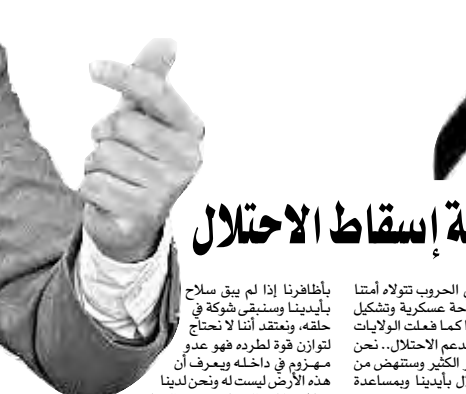 إسقاط الاحتلال
الحروب تتولاه أمتنا
عسكرية وتشكيل
كما فعلت الولايات
الاحتلال.. نحن
الكثير وستنهض من
بأيدينا وبمساعدة
بأظافرنا إذا لم يبق سلاح
بأيدينا وسنبقى شوكة في
حلقه، ونعتقد أننا لا نحتاج
لتوازن قوة لطرده فهو عدو
مهزوم في داخله ويعرف أن
هذه الأرض ليست له ونحن لدينا